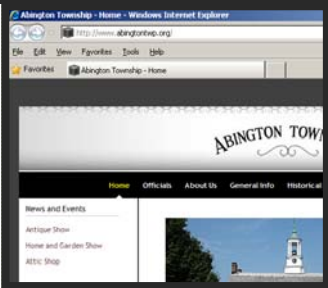 Abington Township - Home - Windows Internet Explorer
http://www.abingtontwp.org/
File Edit View Favorites Tools Help
Favorites Abington Township - Home
ABINGTON TOWN
Home Officials About Us General Info Historical
News and Events
Antique Show
Home and Garden Show
Attic Shop